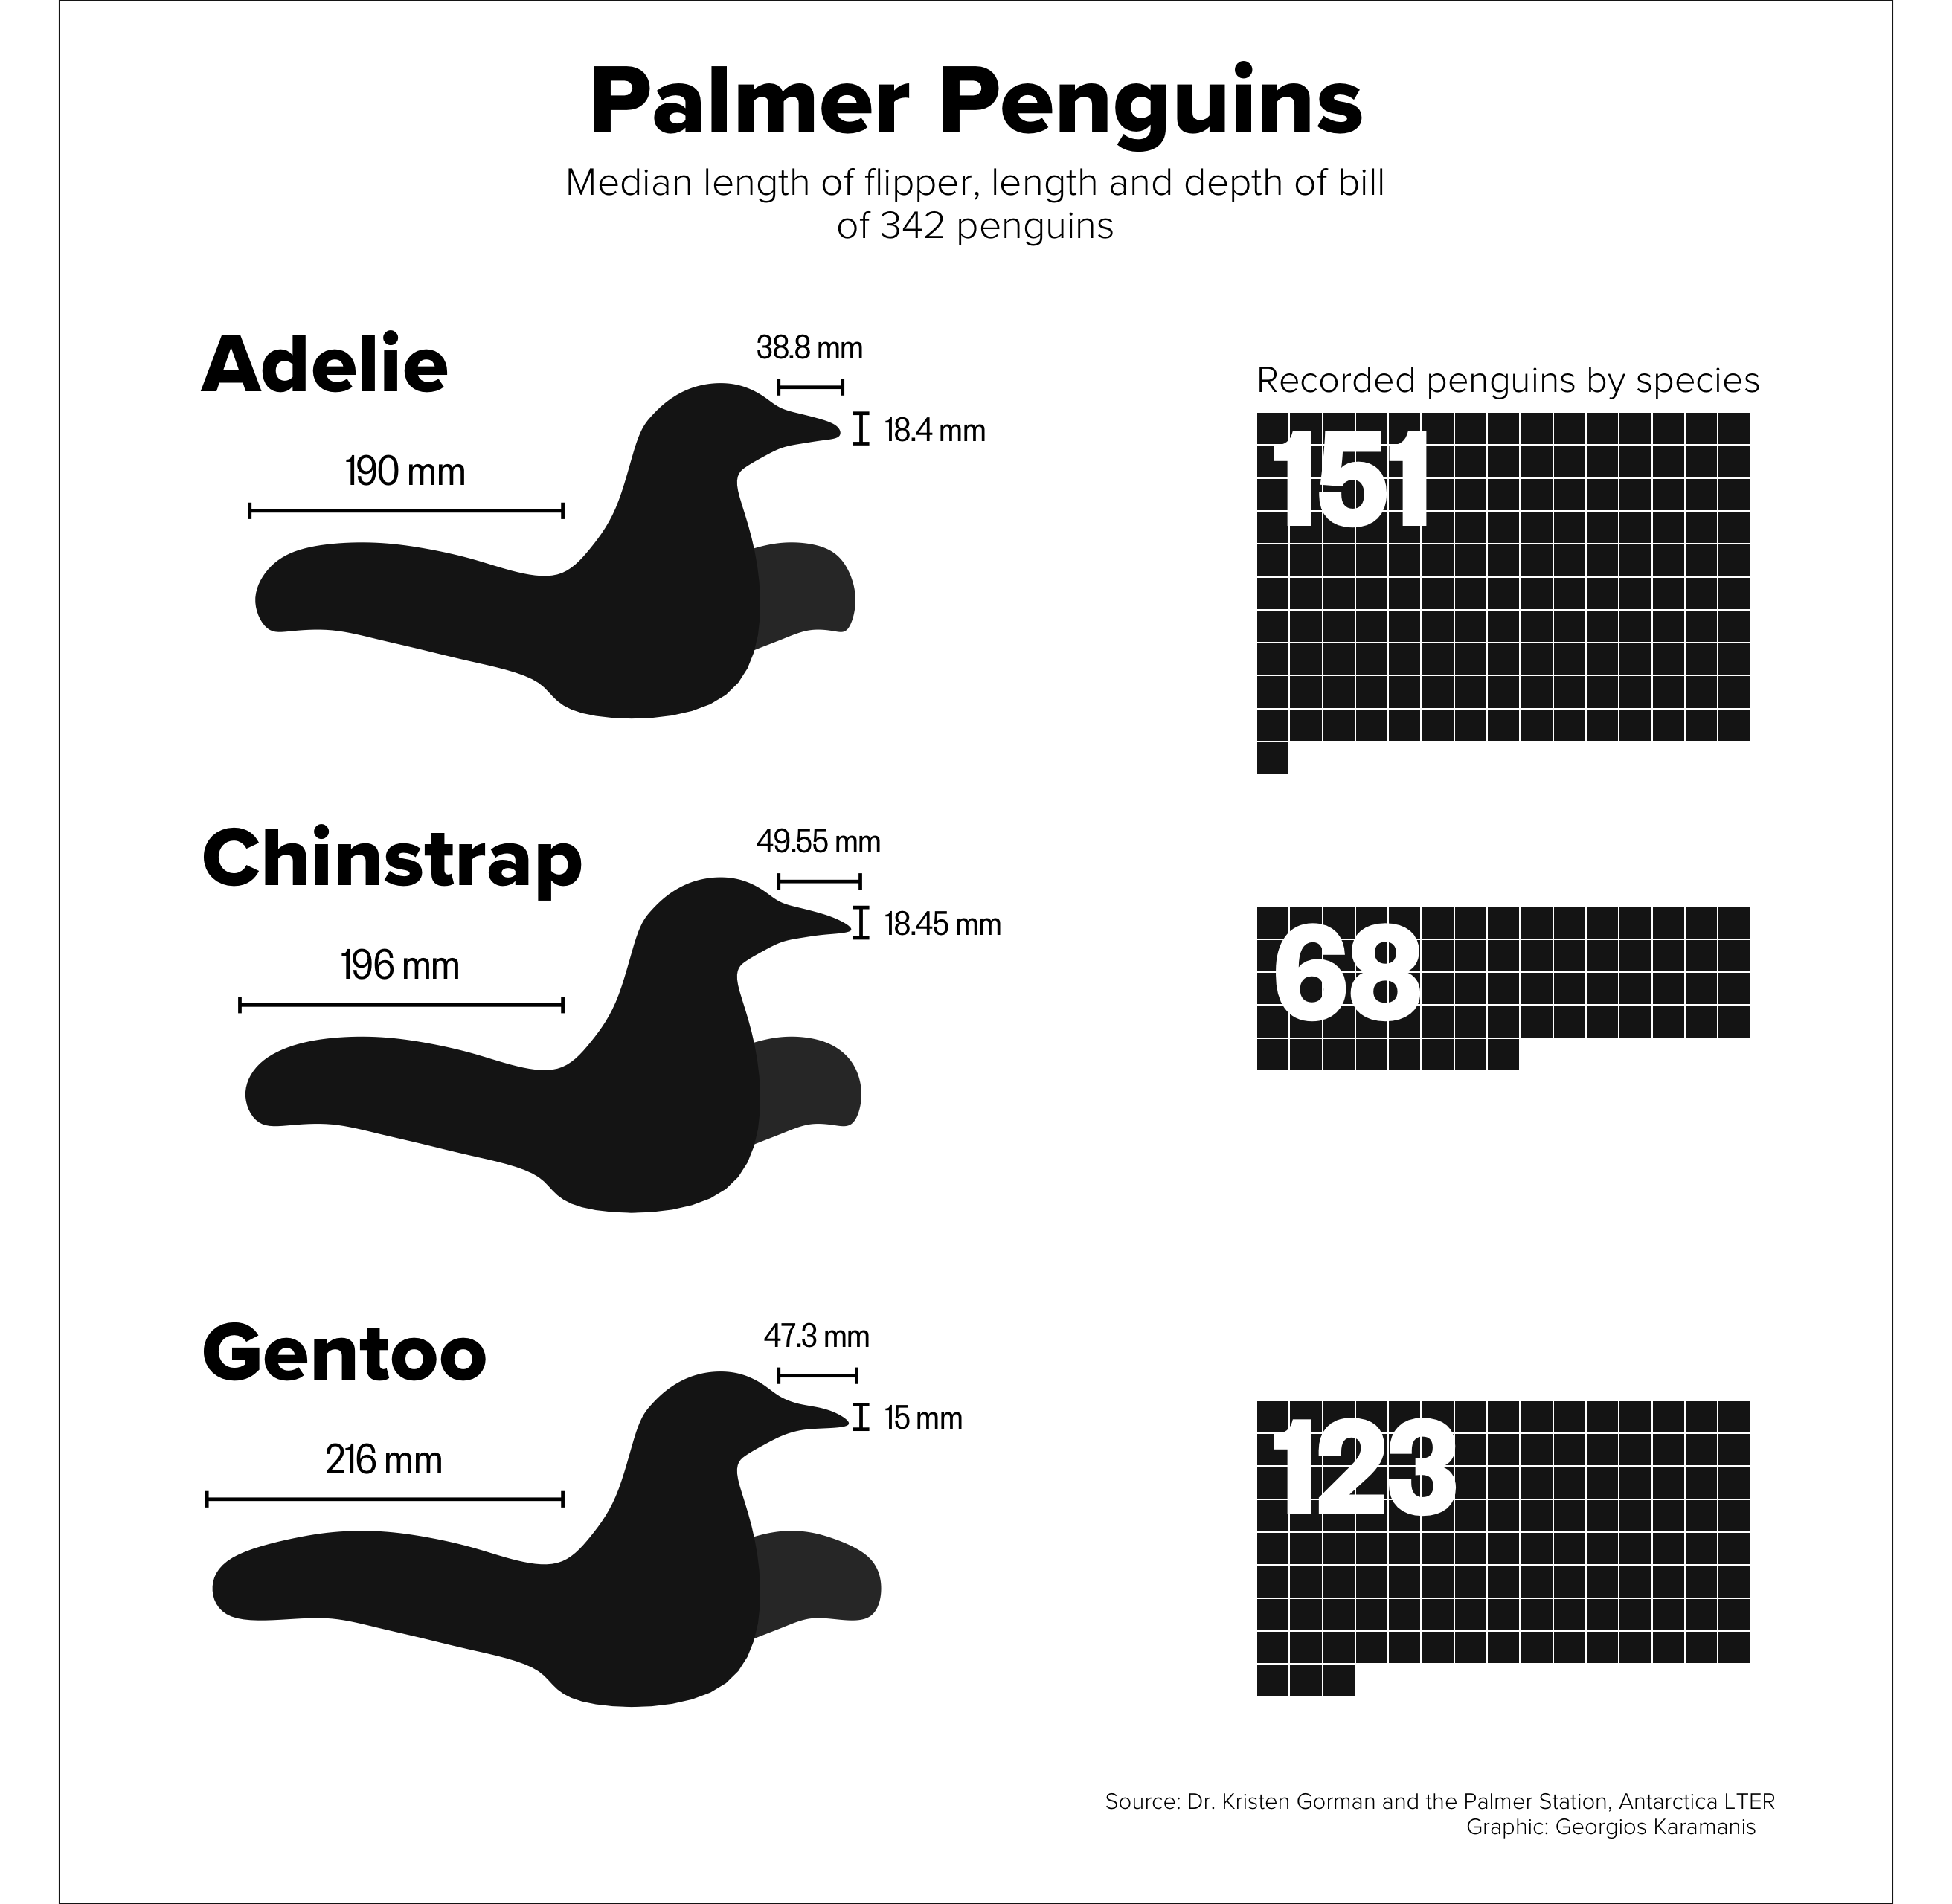 Palmer Penguins
Median length of flipper, length and depth of bill
of 342 penguins
Adelie
38.8 mm
18.4 mm
190 mm
Recorded penguins by species
151
Chinstrap
49.55 mm
18.45 mm
196 mm
68
Gentoo
47.3 mm
15 mm
216 mm
123
Source: Dr. Kristen Gorman and the Palmer Station, Antarctica LTER
Graphic: Georgios Karamanis